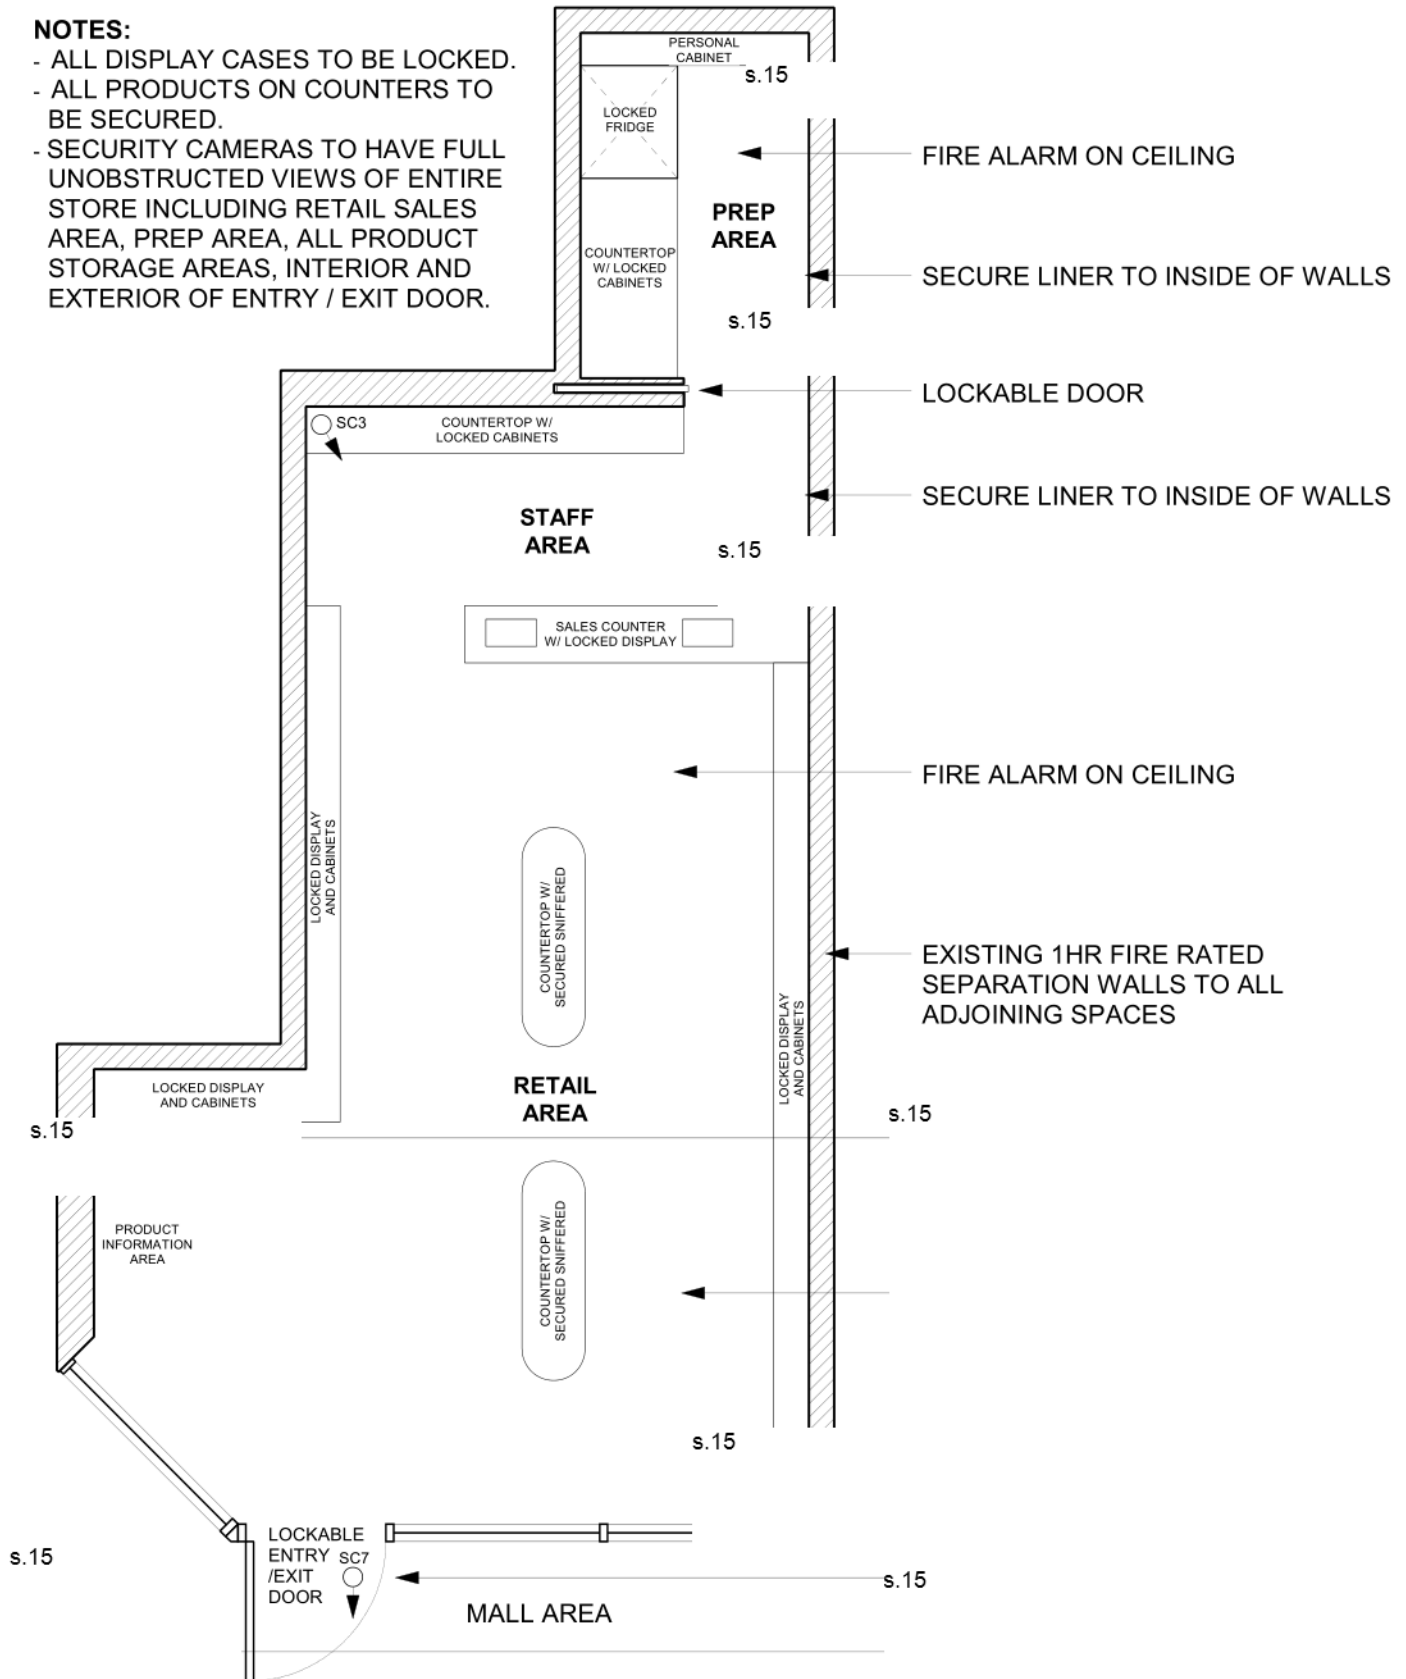 NOTES:
- ALL DISPLAY CASES TO BE LOCKED.
- ALL PRODUCTS ON COUNTERS TO
BE SECURED.
- SECURITY CAMERAS TO HAVE FULL
UNOBSTRUCTED VIEWS OF ENTIRE
STORE INCLUDING RETAIL SALES
AREA, PREP AREA, ALL PRODUCT
STORAGE AREAS, INTERIOR AND
EXTERIOR OF ENTRY / EXIT DOOR.
PERSONAL
CABINET
s.15
LOCKED
FRIDGE
FIRE ALARM ON CEILING
PREP
AREA
COUNTERTOP
W/ LOCKED
CABINETS
SECURE LINER TO INSIDE OF WALLS
s.15
LOCKABLE DOOR
SC3
COUNTERTOP W/
LOCKED CABINETS
SECURE LINER TO INSIDE OF WALLS
STAFF
AREA
s.15
SALES COUNTER
W/ LOCKED DISPLAY
FIRE ALARM ON CEILING
LOCKED DISPLAY
AND CABINETS
COUNTERTOP W/
SECURED SNIFFERED
EXISTING 1HR FIRE RATED
SEPARATION WALLS TO ALL
ADJOINING SPACES
LOCKED DISPLAY
AND CABINETS
LOCKED DISPLAY
AND CABINETS
RETAIL
AREA
s.15
s.15
PRODUCT
INFORMATION
AREA
COUNTERTOP W/
SECURED SNIFFERED
s.15
s.15
LOCKABLE
ENTRY
/EXIT
DOOR
SC7
s.15
MALL AREA